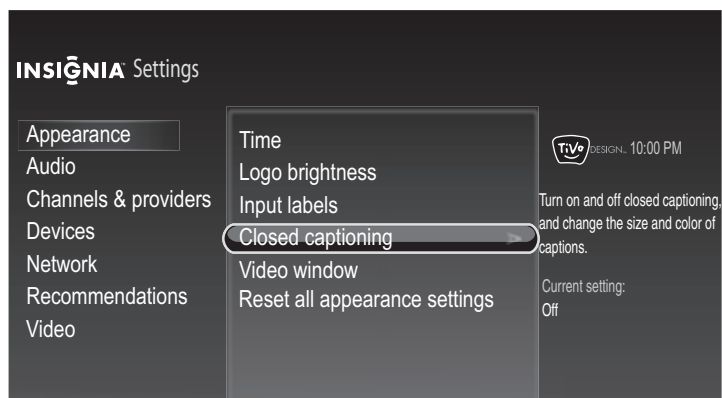 INSIGNIA™ Settings
Appearance
Audio
Channels & providers
Devices
Network
Recommendations
Video
Time
Logo brightness
Input labels
Closed captioning
Video window
Reset all appearance settings
TiVo DESIGN™ 10:00 PM
Turn on and off closed captioning,
and change the size and color of
captions.
Current setting:
Off